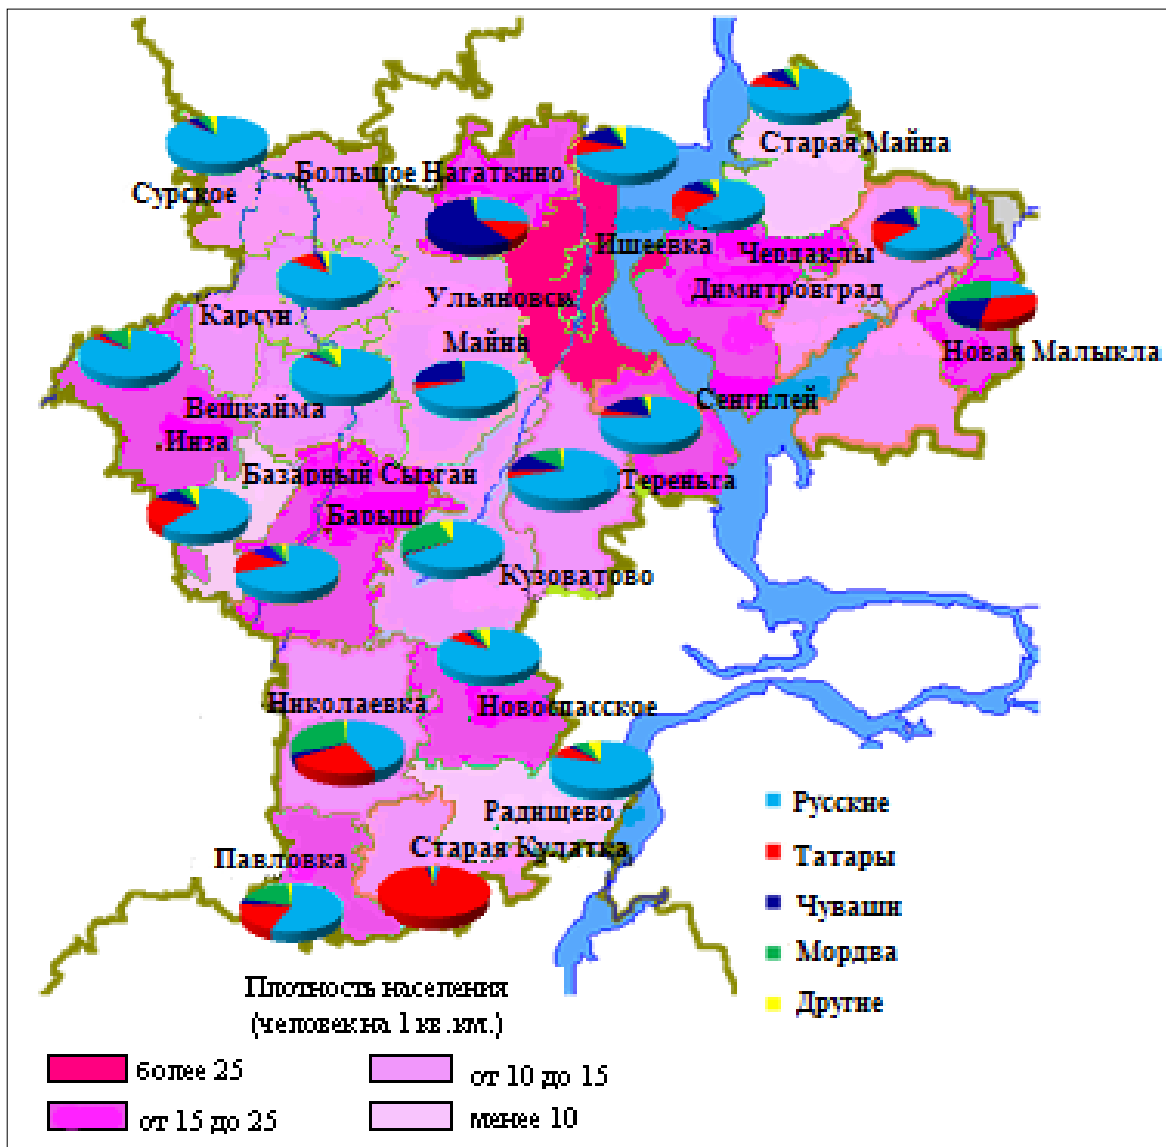 Старая Майна
Большое Нагаткино
Сурское
Ишеевка
Чердаклы
Димитровград
Ульяновск
Карсун
Майна
Новая Малыкла
Сенгилей
Вешкайма
Инза
Базарный Сызган
Тереньга
Барыш
Кузоватово
Николаевка
Новоспасское
Радищево
Старая Кулатка
Павловка
Русские
Татары
Чуваши
Мордва
Другие
Плотность населения
(человек на 1 кв.км.)
более 25
от 10 до 15
от 15 до 25
менее 10